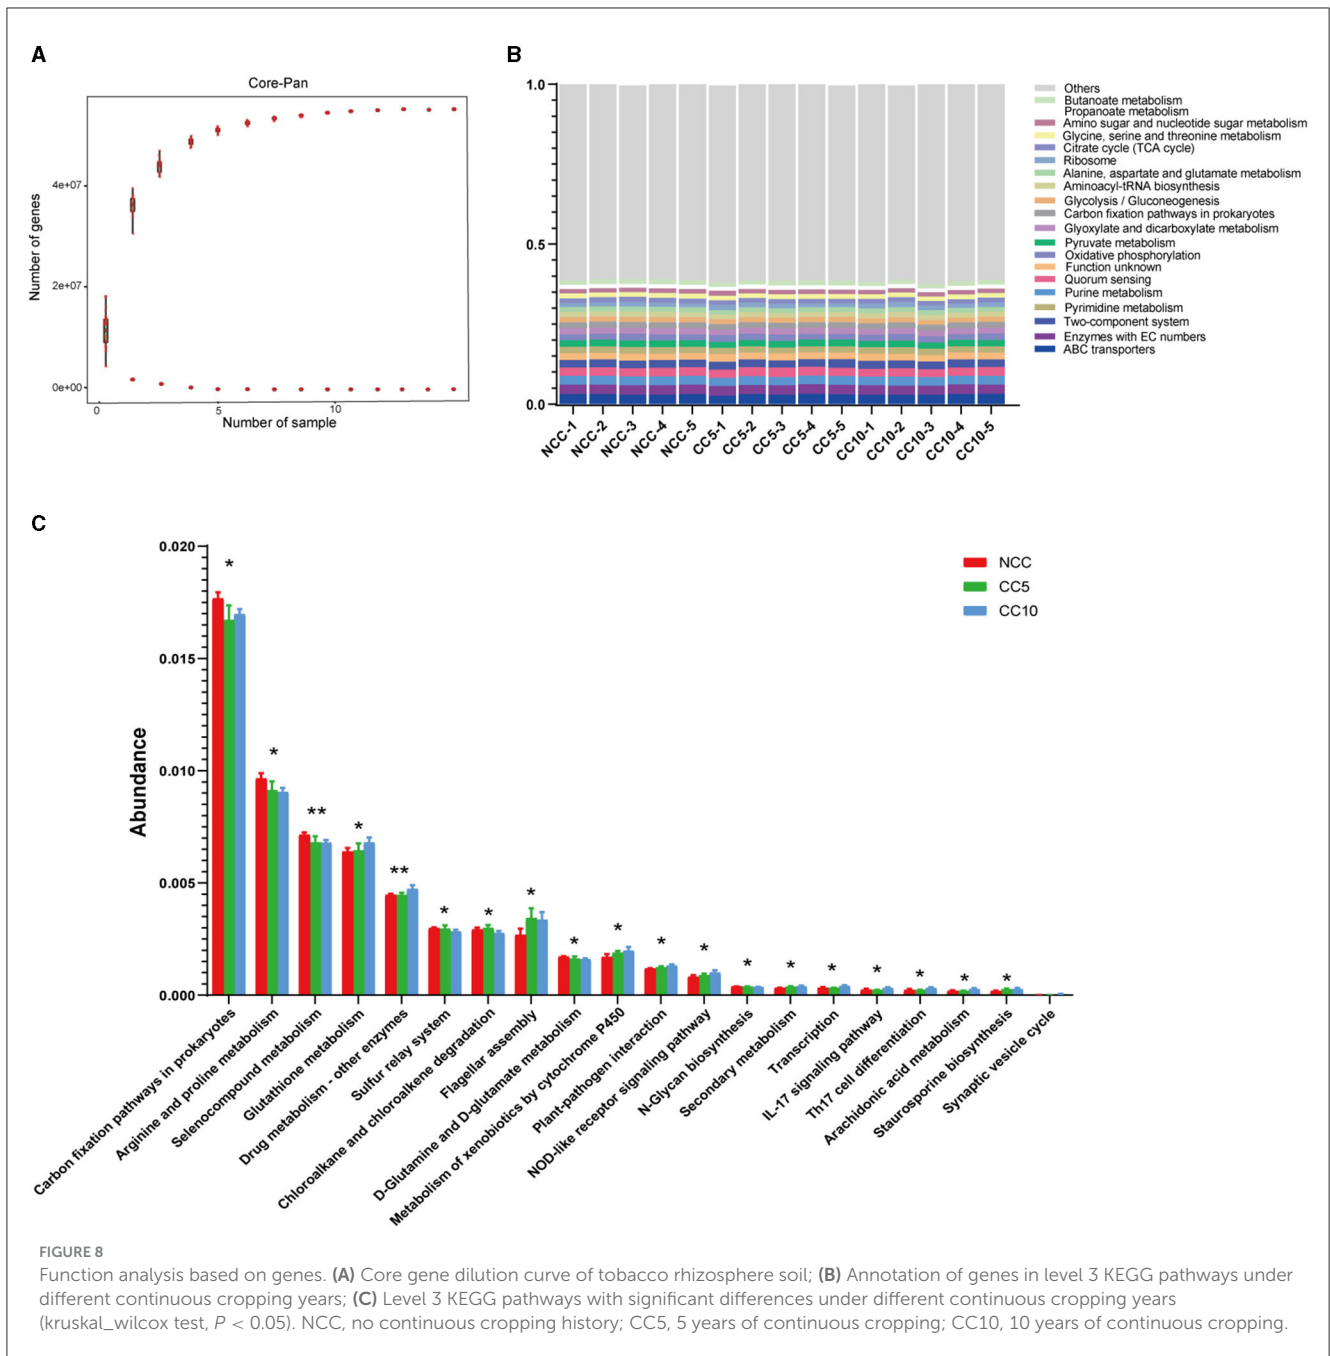 A
Core-Pan
Number of genes
4e+07
2e+07
0e+00
0
5
10
Number of sample
B
1.0
0.5
0.0
NCC-1
NCC-2
NCC-3
NCC-4
NCC-5
CC5-1
CC5-2
CC5-3
CC5-4
CC5-5
CC10-1
CC10-2
CC10-3
CC10-4
CC10-5
Others
Butanoate metabolism
Propanoate metabolism
Amino sugar and nucleotide sugar metabolism
Glycine, serine and threonine metabolism
Citrate cycle (TCA cycle)
Ribosome
Alanine, aspartate and glutamate metabolism
Aminoacyl-tRNA biosynthesis
Glycolysis / Gluconeogenesis
Carbon fixation pathways in prokaryotes
Glyoxylate and dicarboxylate metabolism
Pyruvate metabolism
Oxidative phosphorylation
Function unknown
Quorum sensing
Purine metabolism
Pyrimidine metabolism
Two-component system
Enzymes with EC numbers
ABC transporters
C
Abundance
0.020
0.015
0.010
0.005
0.000
*
*
**
*
**
*
*
*
*
*
*
*
*
*
*
*
*
*
*
NCC
CC5
CC10
Carbon fixation pathways in prokaryotes
Arginine and proline metabolism
Selenocompound metabolism
Glutathione metabolism
Drug metabolism - other enzymes
Sulfur relay system
Chloroalkane and chloroalkene degradation
Flagellar assembly
D-Glutamine and D-glutamate metabolism
Metabolism of xenobiotics by cytochrome P450
Plant-pathogen interaction
NOD-like receptor signaling pathway
N-Glycan biosynthesis
Secondary metabolism
Transcription
IL-17 signaling pathway
Th17 cell differentiation
Arachidonic acid metabolism
Staurosporine biosynthesis
Synaptic vesicle cycle
FIGURE 8
Function analysis based on genes. (A) Core gene dilution curve of tobacco rhizosphere soil; (B) Annotation of genes in level 3 KEGG pathways under
different continuous cropping years; (C) Level 3 KEGG pathways with significant differences under different continuous cropping years
(kruskal_wilcox test, P < 0.05). NCC, no continuous cropping history; CC5, 5 years of continuous cropping; CC10, 10 years of continuous cropping.